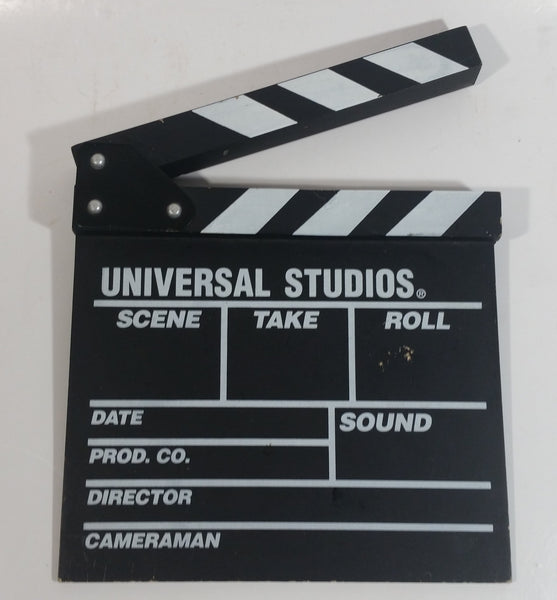 UNIVERSAL STUDIOS®
SCENE TAKE ROLL
DATE SOUND
PROD. CO.
DIRECTOR
CAMERAMAN